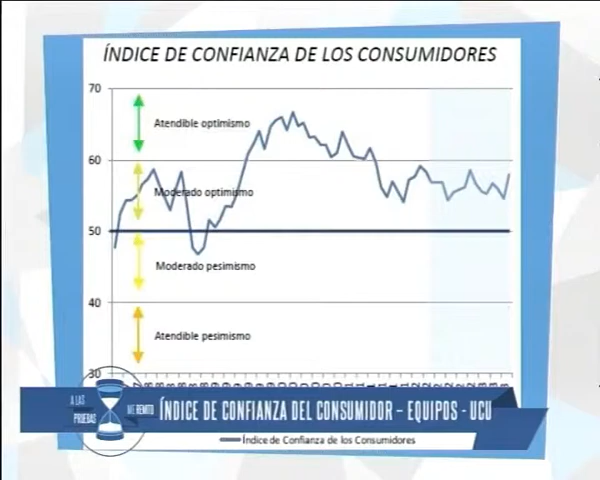 ÍNDICE DE CONFIANZA DE LOS CONSUMIDORES
70
Atendible optimismo
60
Moderado optimismo
50
Moderado pesimismo
40
Atendible pesimismo
30
A LAS PRUEBAS
ME REMITO
ÍNDICE DE CONFIANZA DEL CONSUMIDOR – EQUIPOS - UCU
Índice de Confianza de los Consumidores